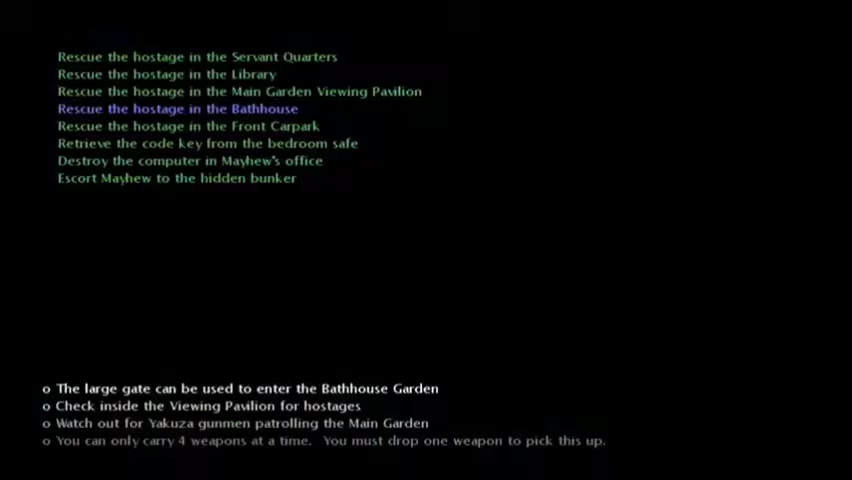 Rescue the hostage in the Servant Quarters
Rescue the hostage in the Library
Rescue the hostage in the Main Garden Viewing Pavilion
Rescue the hostage in the Bathhouse
Rescue the hostage in the Front Carpark
Retrieve the code key from the bedroom safe
Destroy the computer in Mayhew's office
Escort Mayhew to the hidden bunker
o The large gate can be used to enter the Bathhouse Garden
o Check inside the Viewing Pavilion for hostages
o Watch out for Yakuza gunmen patrolling the Main Garden
o You can only carry 4 weapons at a time. You must drop one weapon to pick this up.